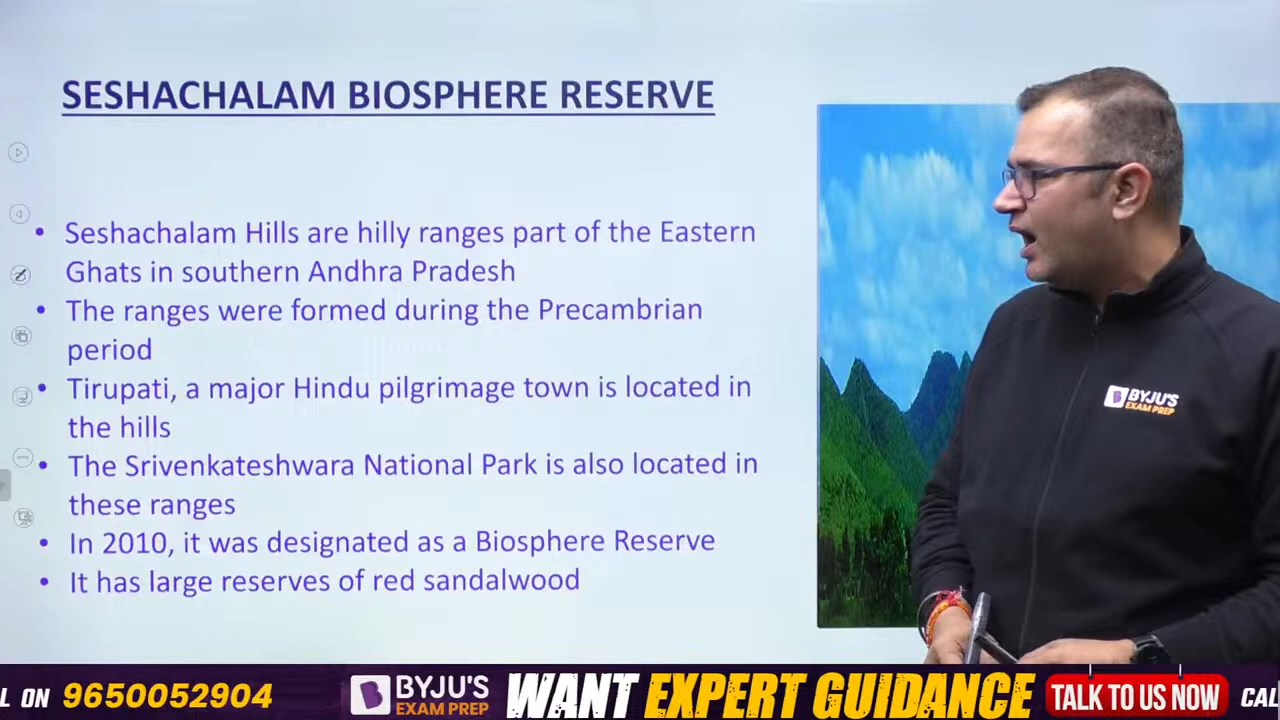 SESHACHALAM BIOSPHERE RESERVE
• Seshachalam Hills are hilly ranges part of the Eastern
Ghats in southern Andhra Pradesh
• The ranges were formed during the Precambrian
period
• Tirupati, a major Hindu pilgrimage town is located in
the hills
• The Srivenkateshwara National Park is also located in
these ranges
• In 2010, it was designated as a Biosphere Reserve
• It has large reserves of red sandalwood
BYJU'S
EXAM PREP
L ON 9650052904 BYJU'S EXAM PREP WANT EXPERT GUIDANCE TALK TO US NOW CAL